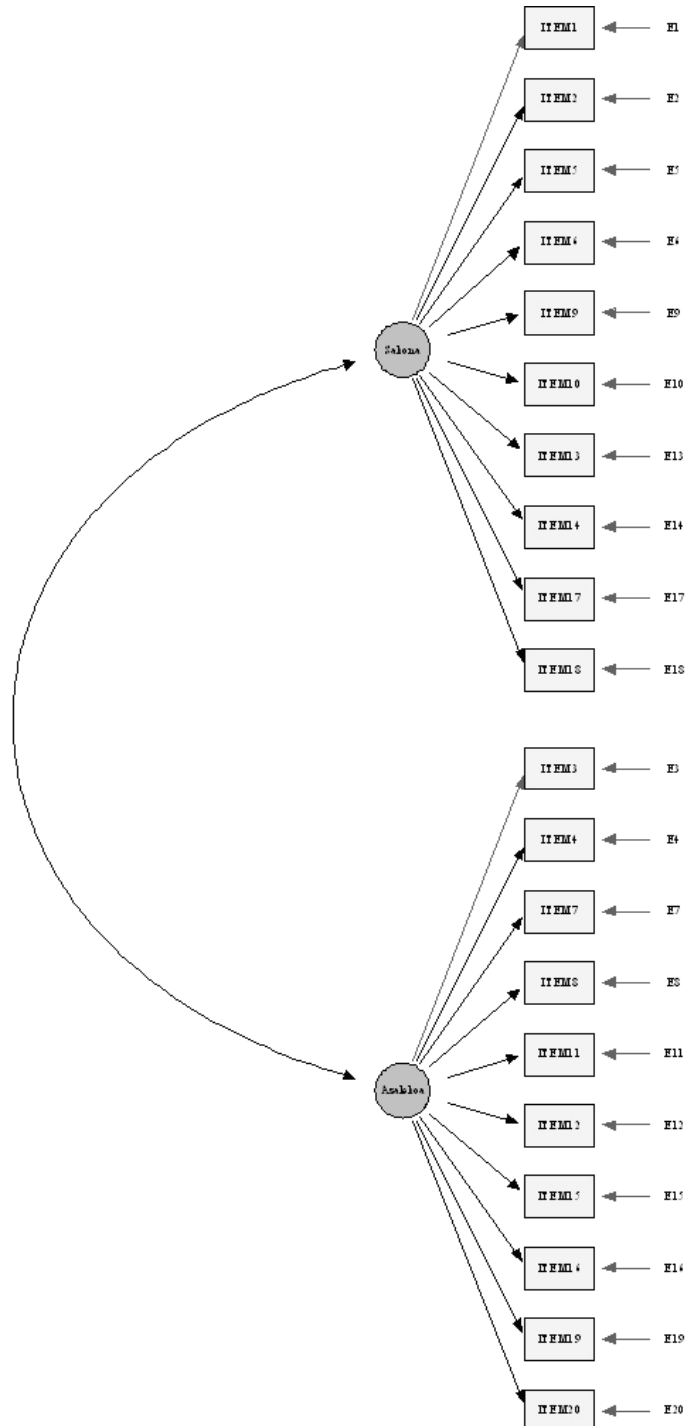 ITEM1 E1
ITEM2 E2
ITEM5 E5
ITEM6 E6
ITEM9 E9
ITEM10 E10
ITEM13 E13
ITEM14 E14
ITEM17 E17
ITEM18 E18
ITEM3 E3
ITEM4 E4
ITEM7 E7
ITEM8 E8
ITEM11 E11
ITEM12 E12
ITEM15 E15
ITEM16 E16
ITEM19 E19
ITEM20 E20